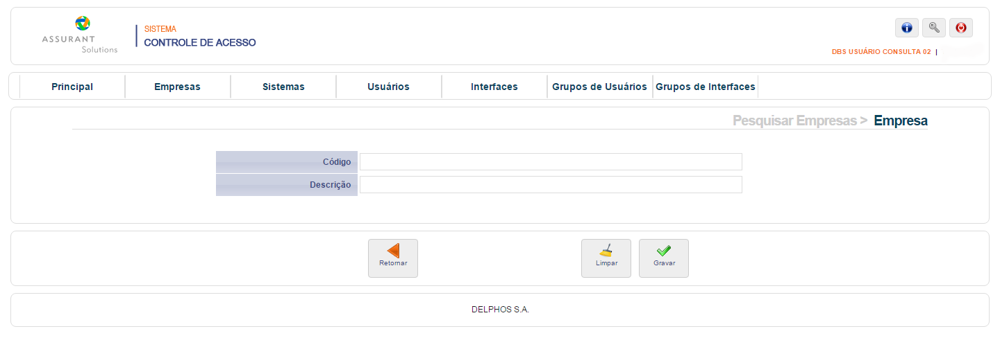 ASSURANT
Solutions
SISTEMA
CONTROLE DE ACESSO
DBS USUÁRIO CONSULTA 02 |
Principal Empresas Sistemas Usuários Interfaces Grupos de Usuários Grupos de Interfaces
Pesquisar Empresas > Empresa
Código
Descrição
Retornar Limpar Gravar
DELPHOS S.A.